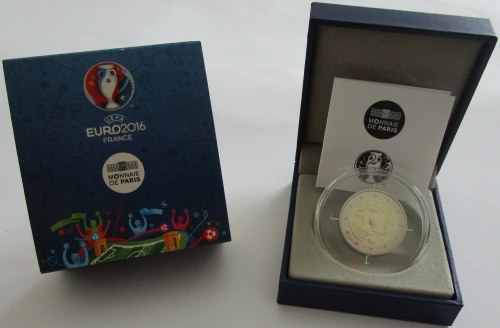 UEFA
EURO2016
FRANCE
MONNAIE
DE PARIS
MONNAIE
DE PARIS